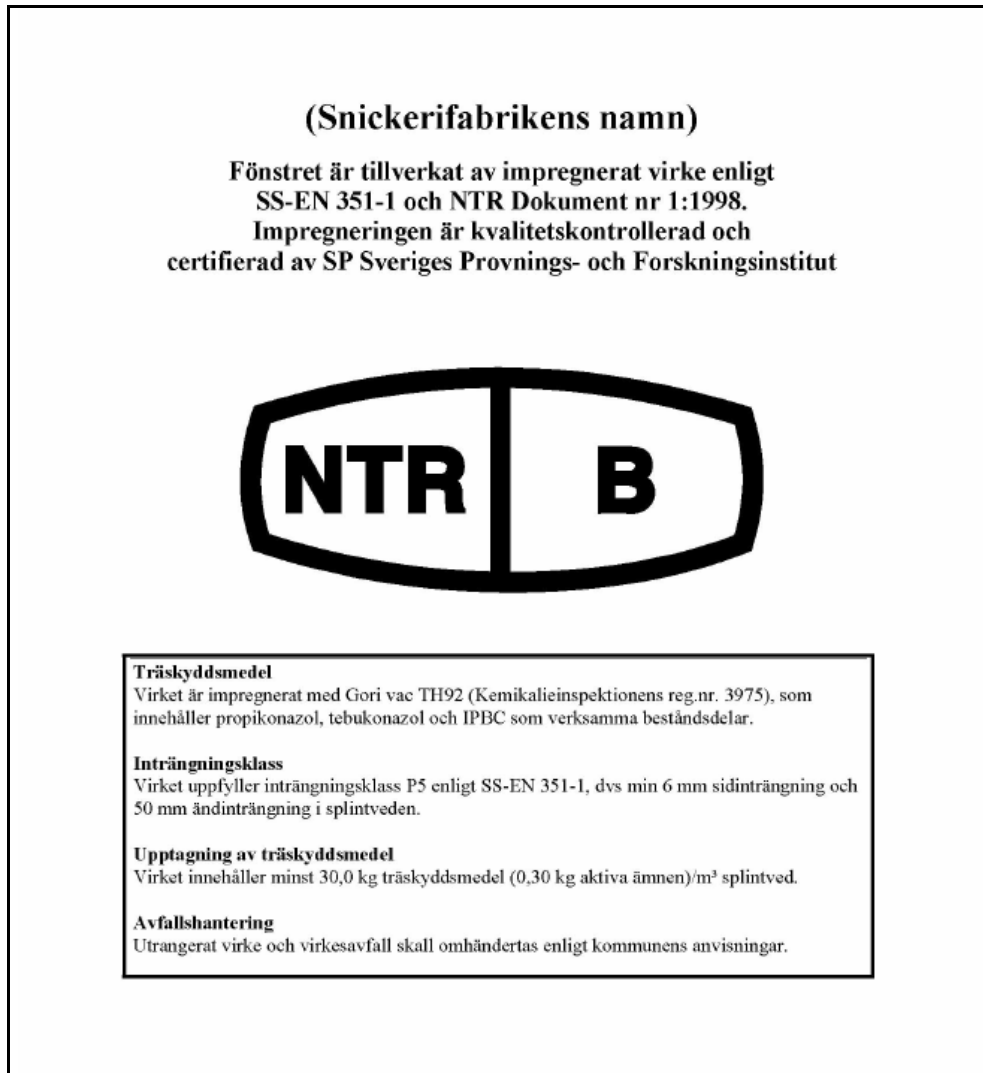 (Snickerifabrikens namn)
Fönstret är tillverkat av impregnerat virke enligt
SS-EN 351-1 och NTR Dokument nr 1:1998.
Impregneringen är kvalitetskontrollerad och
certifierad av SP Sveriges Provnings- och Forskningsinstitut
NTR B
Träskyddsmedel
Virket är impregnerat med Gori vac TH92 (Kemikalieinspektionens reg.nr. 3975), som
innehåller propikonazol, tebukonazol och IPBC som verksamma beståndsdelar.
Inträngningsklass
Virket uppfyller inträngningsklass P5 enligt SS-EN 351-1, dvs min 6 mm sidinträngning och
50 mm ändinträngning i splintveden.
Upptagning av träskyddsmedel
Virket innehåller minst 30,0 kg träskyddsmedel (0,30 kg aktiva ämnen)/m³ splintved.
Avfallshantering
Utrangerat virke och virkesavfall skall omhändertas enligt kommunens anvisningar.